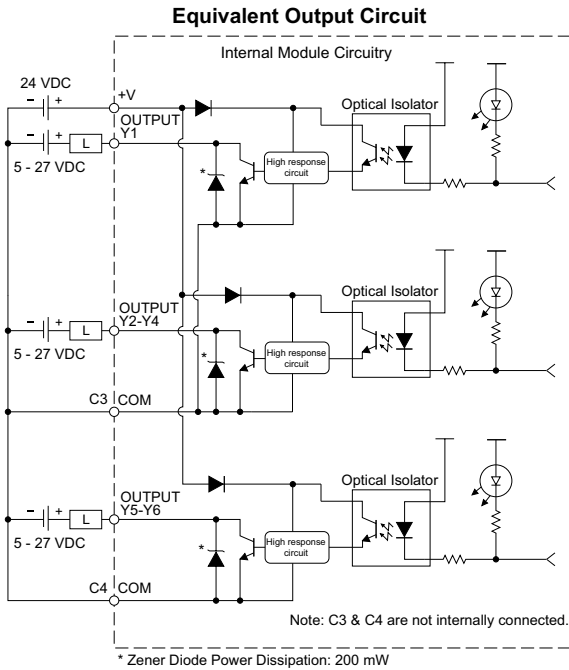 Equivalent Output Circuit
Internal Module Circuitry
24 VDC
− +
+V
OUTPUT
Y1
− + L
5 - 27 VDC
*
High response
circuit
Optical Isolator
OUTPUT
Y2-Y4
− + L
5 - 27 VDC
*
High response
circuit
Optical Isolator
C3 COM
OUTPUT
Y5-Y6
− + L
5 - 27 VDC
*
High response
circuit
Optical Isolator
C4 COM
Note: C3 & C4 are not internally connected.
* Zener Diode Power Dissipation: 200 mW